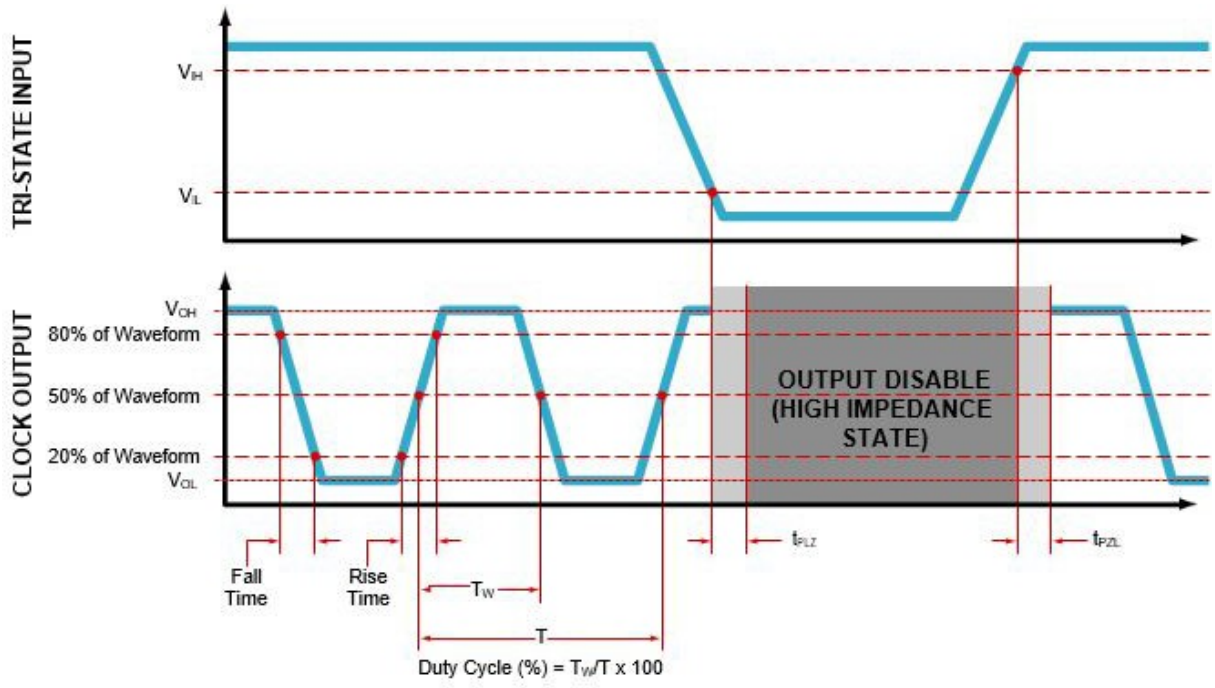 TRI-STATE INPUT
VIH
VIL
CLOCK OUTPUT
VOH
80% of Waveform
50% of Waveform
20% of Waveform
VOL
OUTPUT DISABLE
(HIGH IMPEDANCE
STATE)
tPLZ
tPZL
Fall
Time
Rise
Time
TW
T
Duty Cycle (%) = TW/T x 100